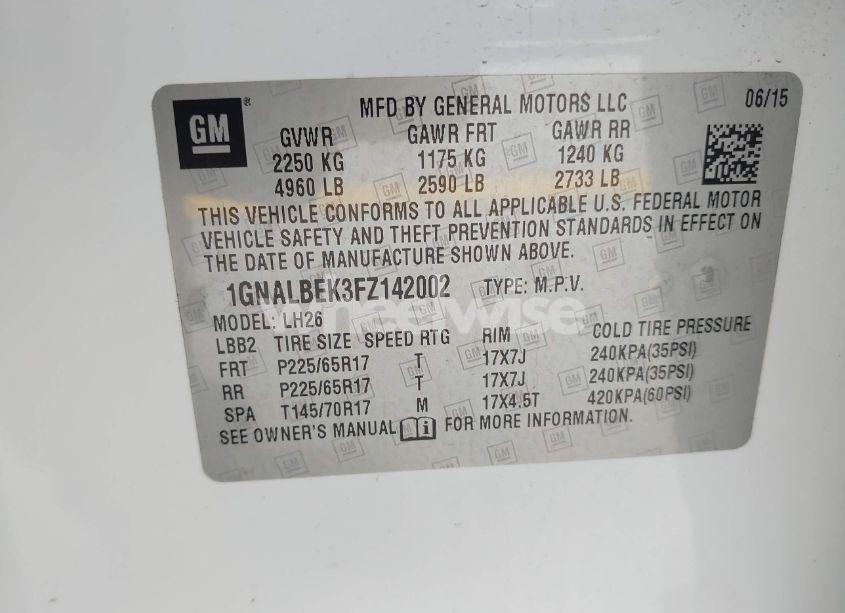 GM ® MFD BY GENERAL MOTORS LLC 06/15
GVWR GAWR FRT GAWR RR
2250 KG 1175 KG 1240 KG
4960 LB 2590 LB 2733 LB
THIS VEHICLE CONFORMS TO ALL APPLICABLE U.S. FEDERAL MOTOR
VEHICLE SAFETY AND THEFT PREVENTION STANDARDS IN EFFECT ON
THE DATE OF MANUFACTURE SHOWN ABOVE.
1GNALBEK3FZ142002 TYPE: M.P.V.
MODEL: LH26
wheelwise
LBB2 TIRE SIZE SPEED RTG RIM COLD TIRE PRESSURE
FRT P225/65R17 T 17X7J 240KPA(35PSI)
RR P225/65R17 T 17X7J 240KPA(35PSI)
SPA T145/70R17 M 17X4.5T 420KPA(60PSI)
SEE OWNER'S MANUAL FOR MORE INFORMATION.